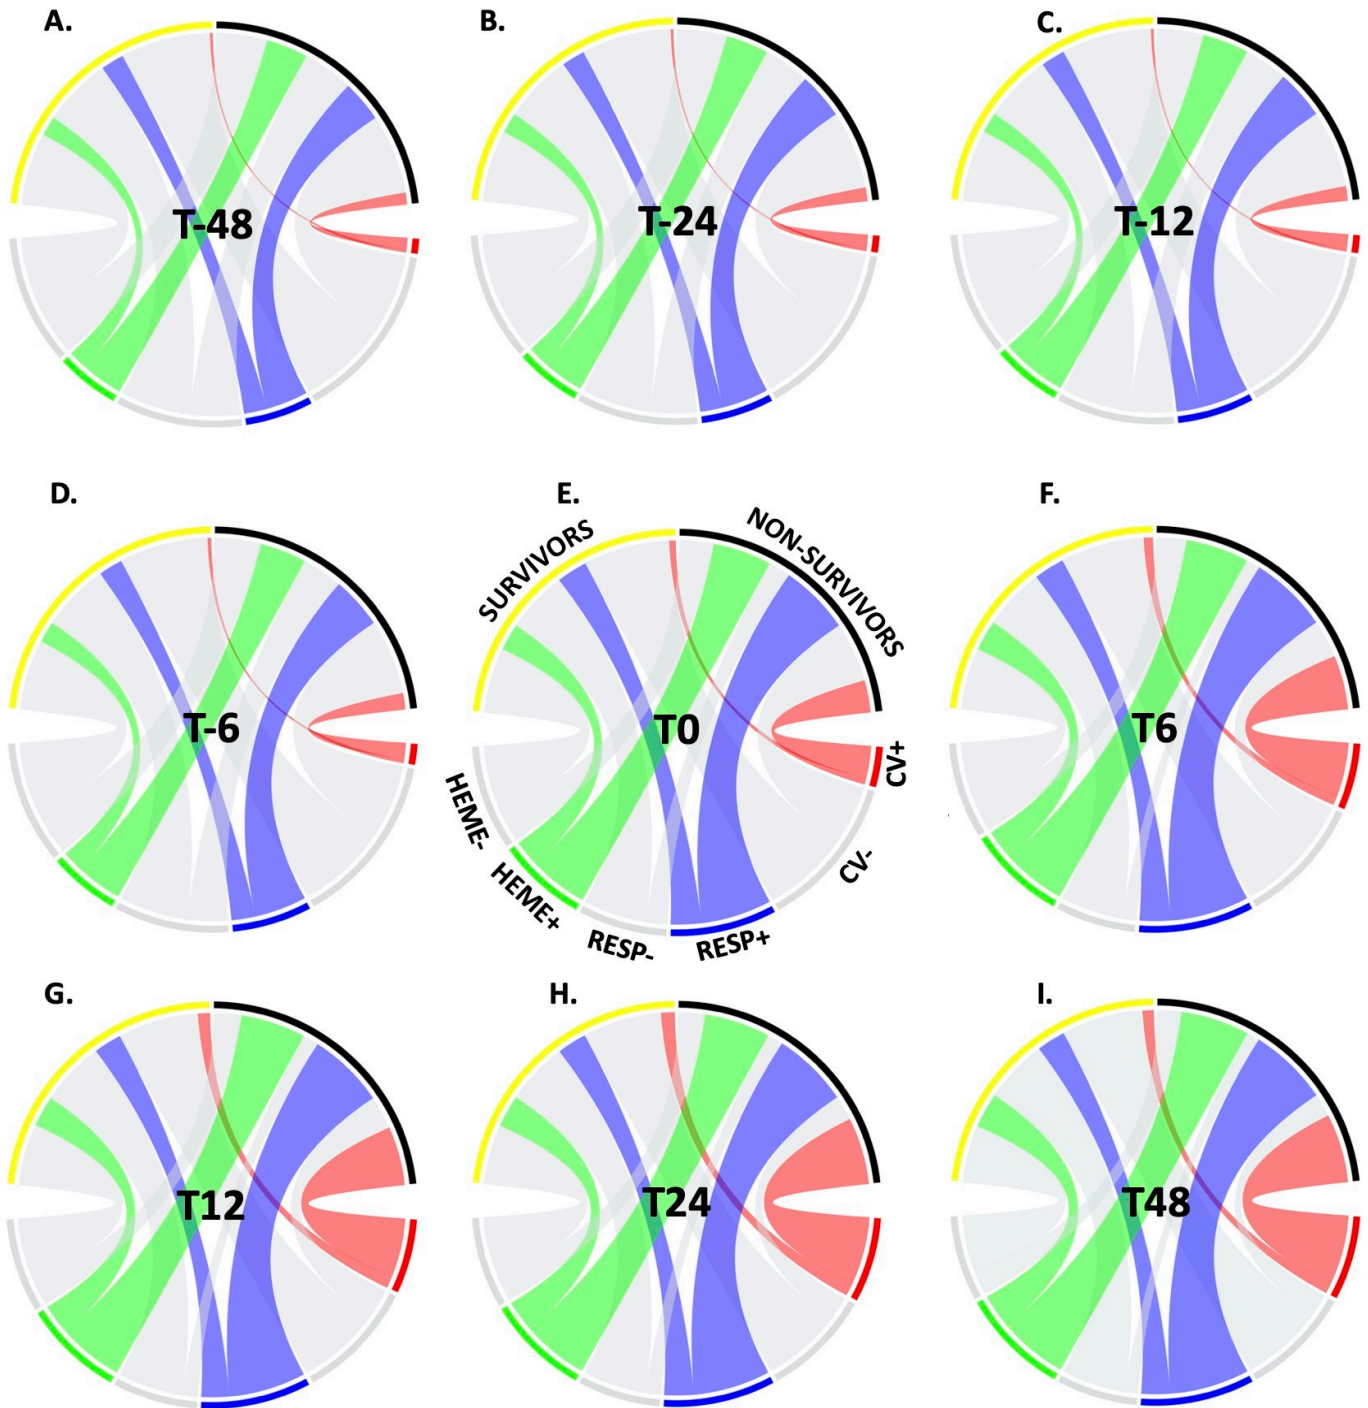 A.
B.
C.
T-48
T-24
T-12
D.
E.
F.
SURVIVORS
NON-SURVIVORS
T-6
T0
T6
CV+
HEME-
CV-
HEME+
RESP-
RESP+
G.
H.
I.
T12
T24
T48